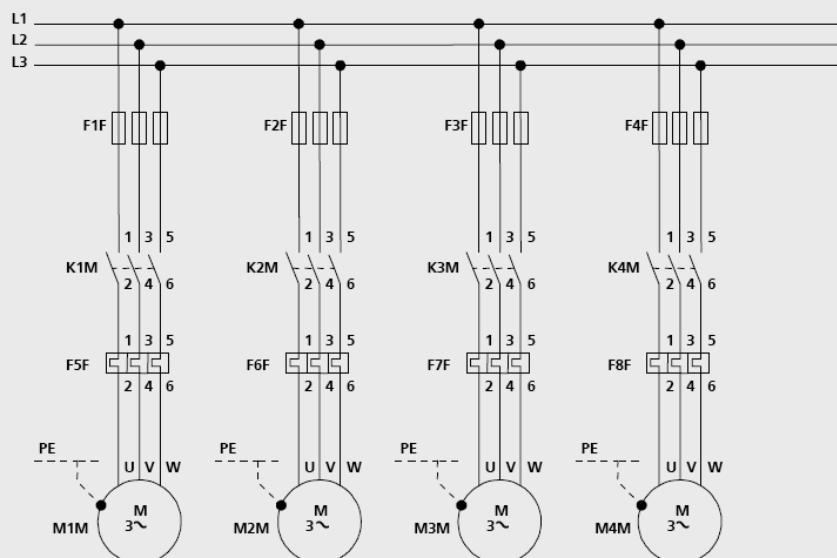 L1
L2
L3
F1F F2F F3F F4F
1 3 5 1 3 5 1 3 5 1 3 5
K1M K2M K3M K4M
2 4 6 2 4 6 2 4 6 2 4 6
1 3 5 1 3 5 1 3 5 1 3 5
F5F F6F F7F F8F
2 4 6 2 4 6 2 4 6 2 4 6
PE PE PE PE
U V W U V W U V W U V W
M M M M
M1M 3~ M2M 3~ M3M 3~ M4M 3~